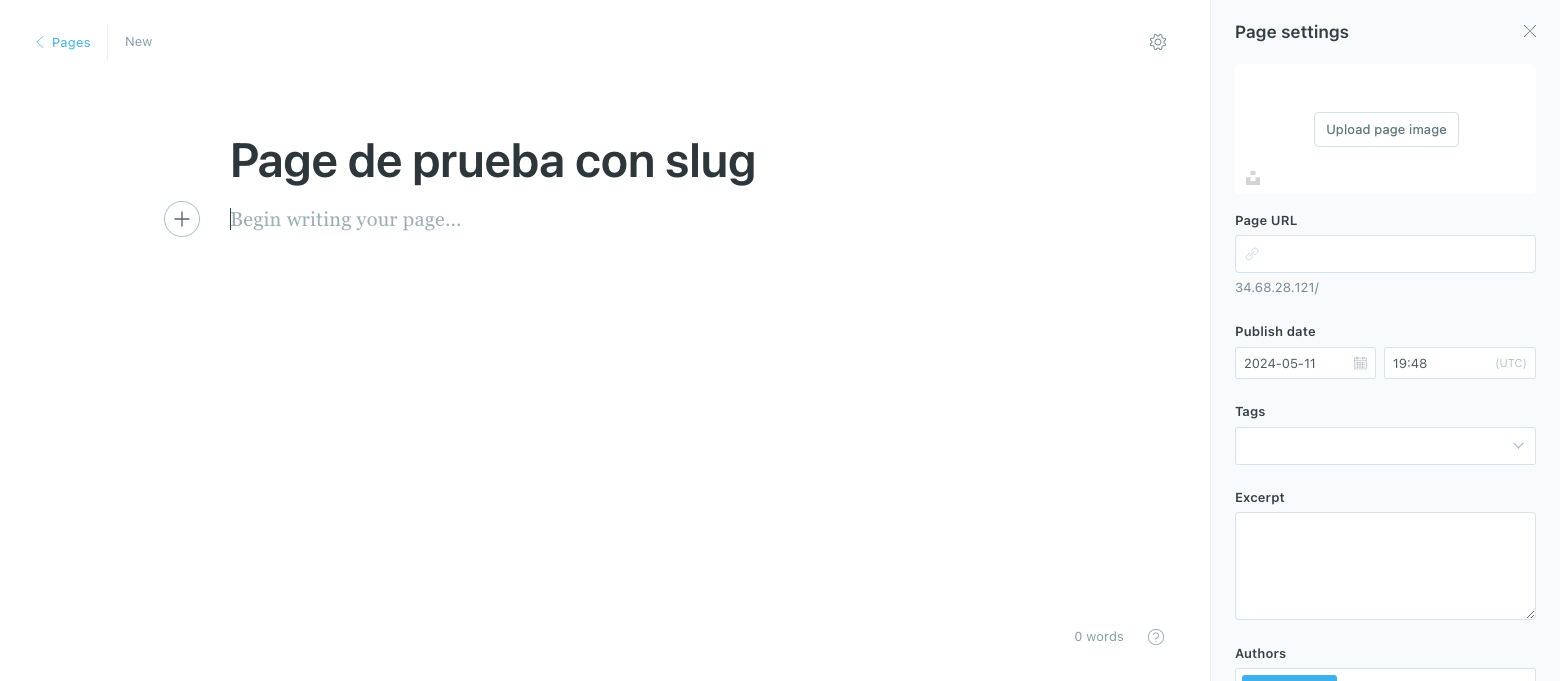 Pages
New
Page de prueba con slug
Begin writing your page...
0 words
Page settings
Upload page image
Page URL
34.68.28.121/
Publish date
2024-05-11
19:48 (UTC)
Tags
Excerpt
Authors